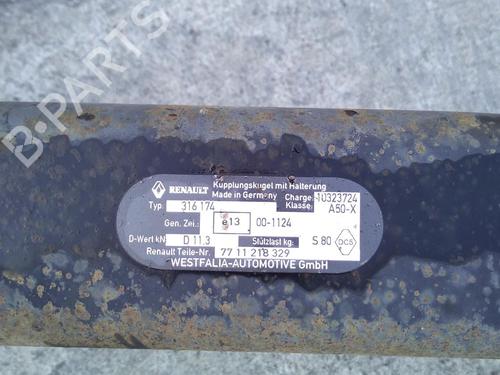 B-PARTS
RENAULT Kupplungskugel mit Halterung
Made in Germany Charge: 10323724
Typ 316 174 Klasse: A50-X
Gen. Zei.: e13 00-1124
D-Wert kN D 11,3 Stützlast kg: S 80 DCS
Renault Teile-Nr. 77 11 218 329
WESTFALIA-AUTOMOTIVE GmbH